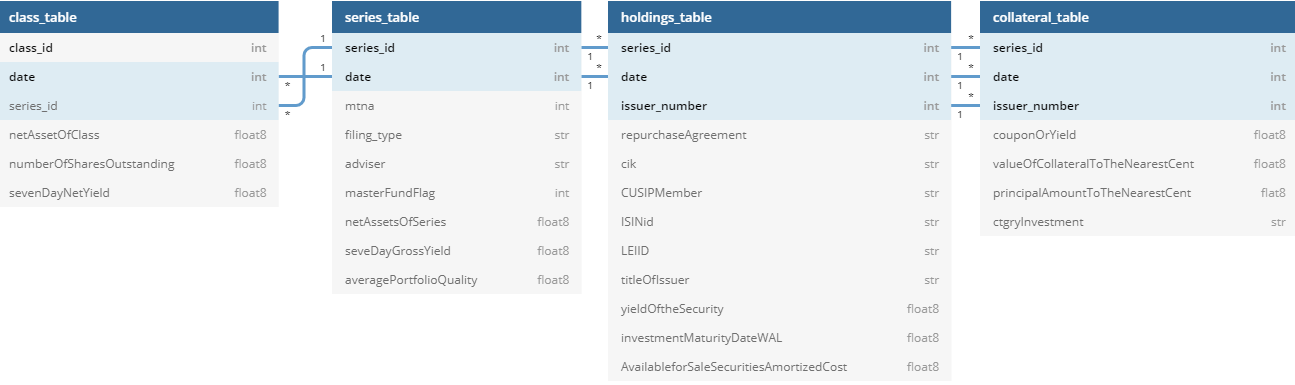 class_table
class_id int
date int
series_id int
netAssetOfClass float8
numberOfSharesOutstanding float8
sevenDayNetYield float8
* 1
* 1
series_table
series_id int
date int
mtna int
filing_type str
adviser str
masterFundFlag int
netAssetsOfSeries float8
seveDayGrossYield float8
averagePortfolioQuality float8
* 1
* 1
holdings_table
series_id int
date int
issuer_number int
repurchaseAgreement str
cik str
CUSIPMember str
ISINid str
LEIID str
titleOfIssuer str
yieldOftheSecurity float8
investmentMaturityDateWAL float8
AvailableforSaleSecuritiesAmortizedCost float8
* 1
* 1
* 1
collateral_table
series_id int
date int
issuer_number int
couponOrYield float8
valueOfCollateralToTheNearestCent float8
principalAmountToTheNearestCent flat8
ctgryInvestment str